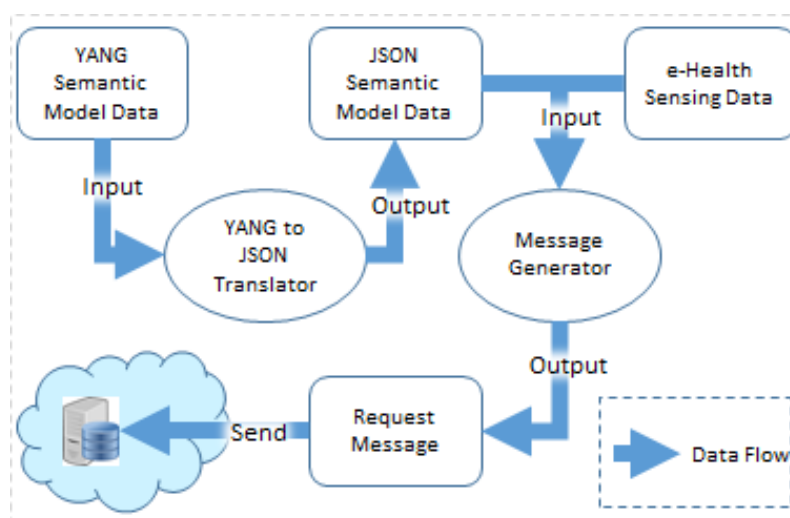 YANG
Semantic
Model Data
JSON
Semantic
Model Data
e-Health
Sensing Data
Input
Input
Output
YANG to
JSON
Translator
Message
Generator
Output
Send
Request
Message
Data Flow